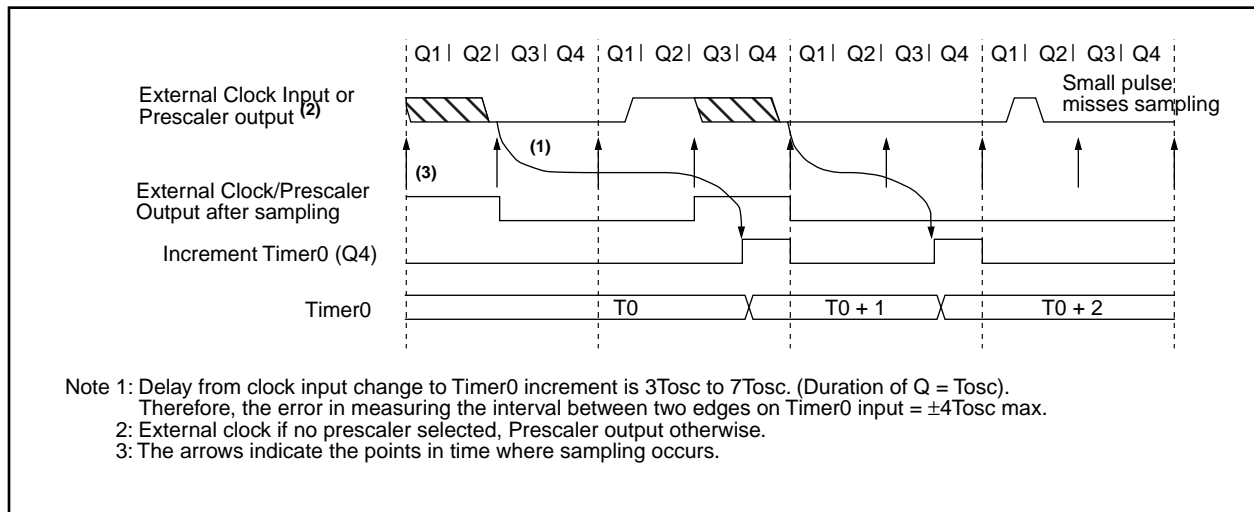 Q1| Q2| Q3| Q4 Q1| Q2| Q3| Q4 Q1| Q2| Q3| Q4 Q1| Q2| Q3| Q4
External Clock Input or
Prescaler output (2)
Small pulse
misses sampling
(1)
(3)
External Clock/Prescaler
Output after sampling
Increment Timer0 (Q4)
Timer0
T0 T0 + 1 T0 + 2
Note 1: Delay from clock input change to Timer0 increment is 3Tosc to 7Tosc. (Duration of Q = Tosc).
Therefore, the error in measuring the interval between two edges on Timer0 input = ±4Tosc max.
2: External clock if no prescaler selected, Prescaler output otherwise.
3: The arrows indicate the points in time where sampling occurs.